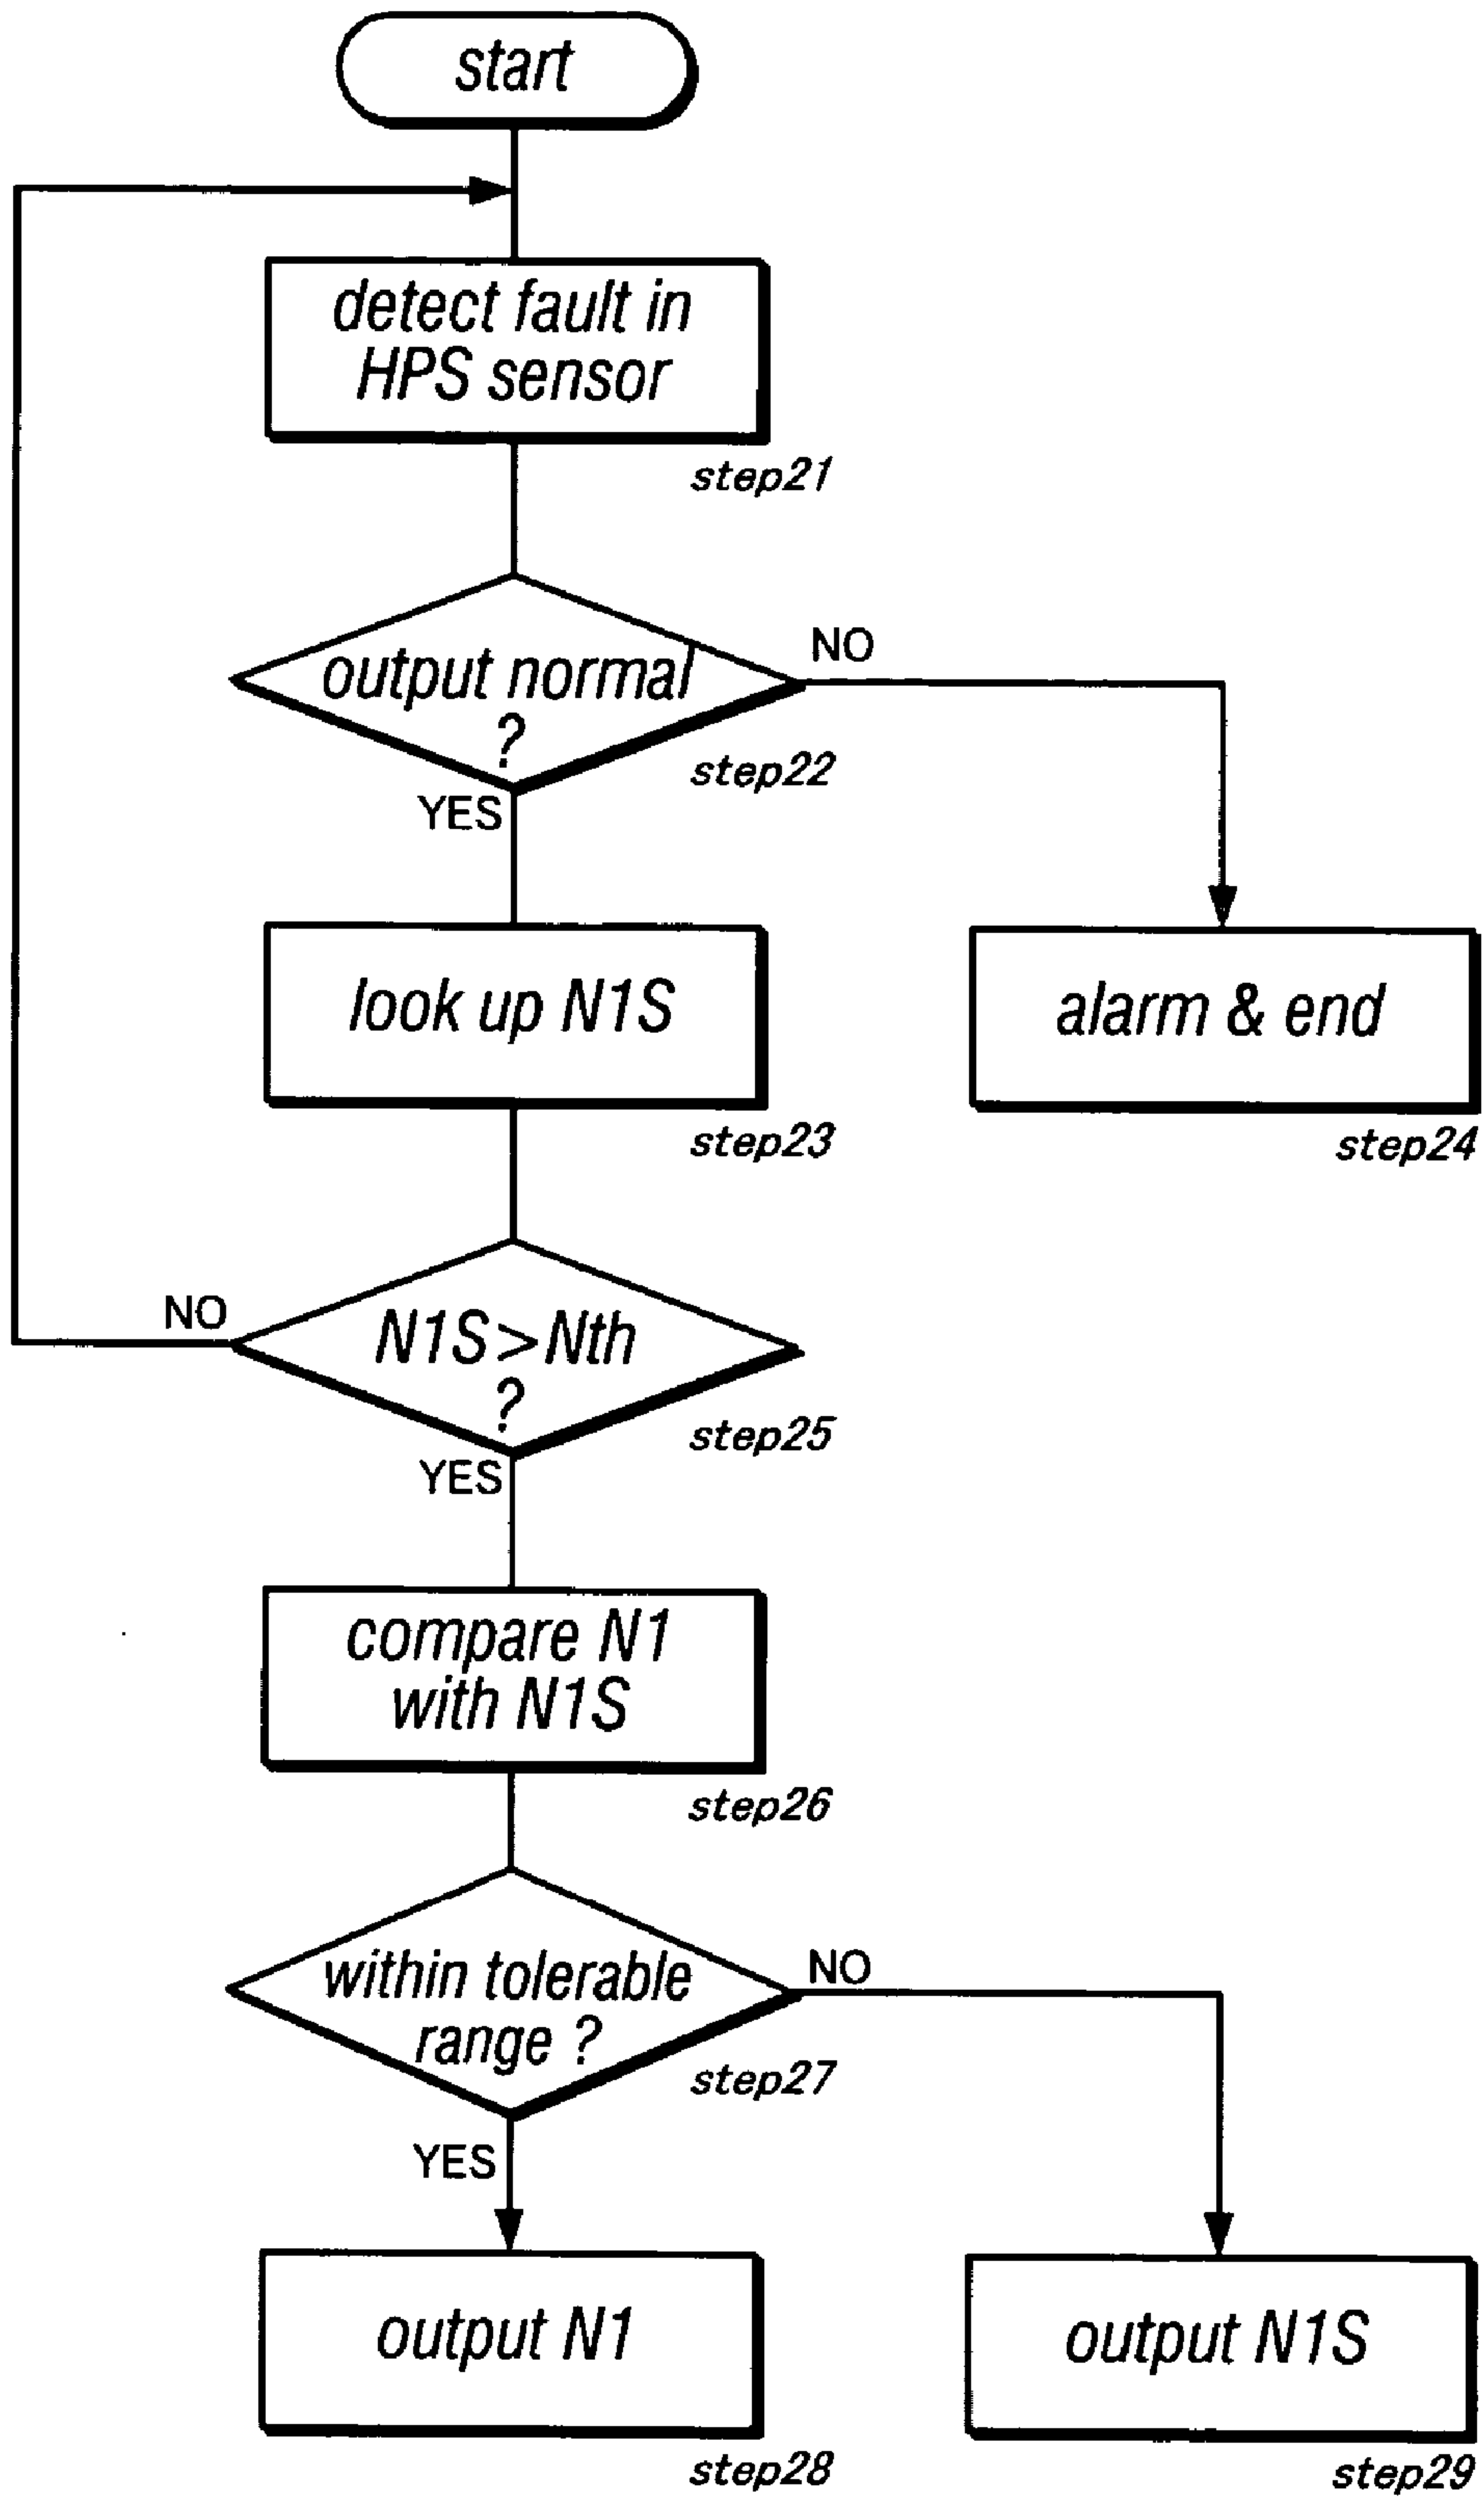 start
detect fault in
HPS sensor
step21
output normal
?
NO
step22
YES
look up N1S
step23
alarm & end
step24
N1S>Nth
?
NO
step25
YES
compare N1
with N1S
step26
within tolerable
range ?
NO
step27
YES
output N1
step28
output N1S
step29